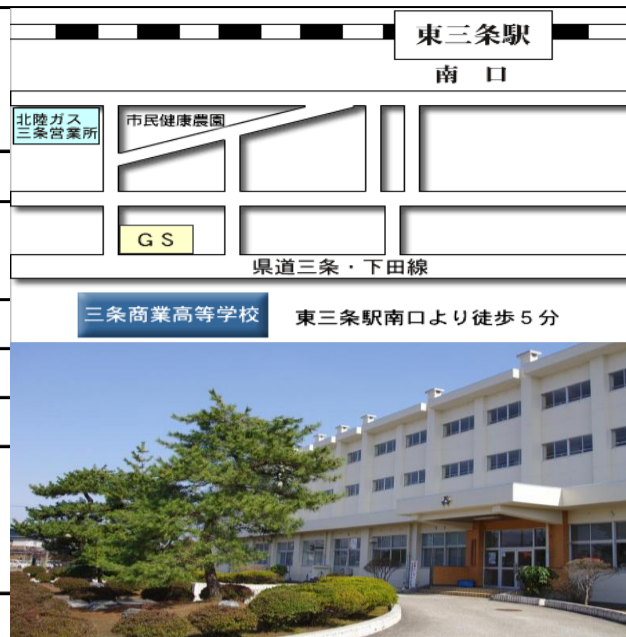 東三条駅
南 口
北陸ガス
三条営業所
市民健康農園
ＧＳ
県道三条・下田線
三条商業高等学校
東三条駅南口より徒歩５分